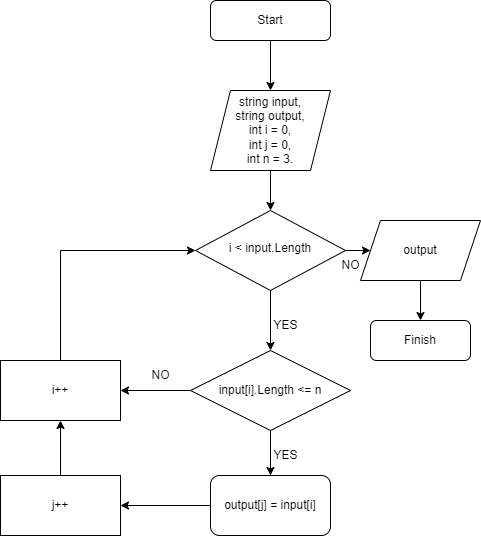 Start
string input,
string output,
int i = 0,
int j = 0,
int n = 3.
i < input.Length
NO
output
YES
Finish
NO
i++
input[i].Length <= n
YES
j++
output[j] = input[i]